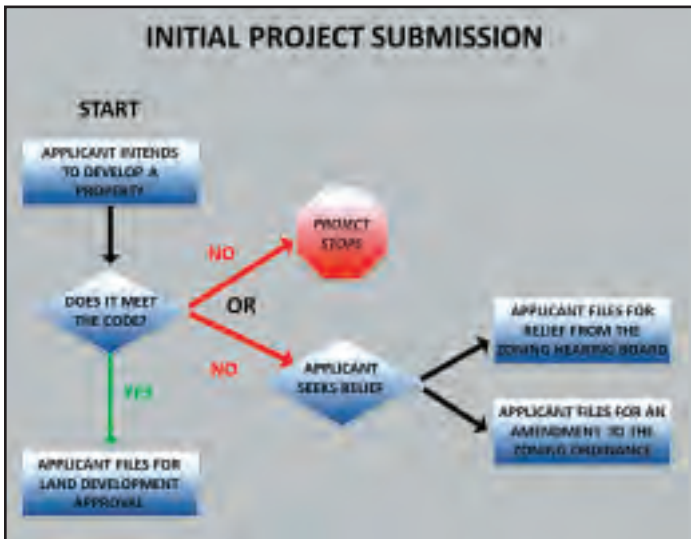 INITIAL PROJECT SUBMISSION
START
APPLICANT INTENDS
TO DEVELOP A
PROPERTY
DOES IT MEET
THE CODE?
NO
PROJECT
STOPS
OR
NO
APPLICANT
SEEKS RELIEF
APPLICANT FILES FOR
RELIEF FROM THE
ZONING HEARING BOARD
APPLICANT FILES FOR AN
AMENDMENT TO THE
ZONING ORDINANCE
YES
APPLICANT FILES FOR
LAND DEVELOPMENT
APPROVAL